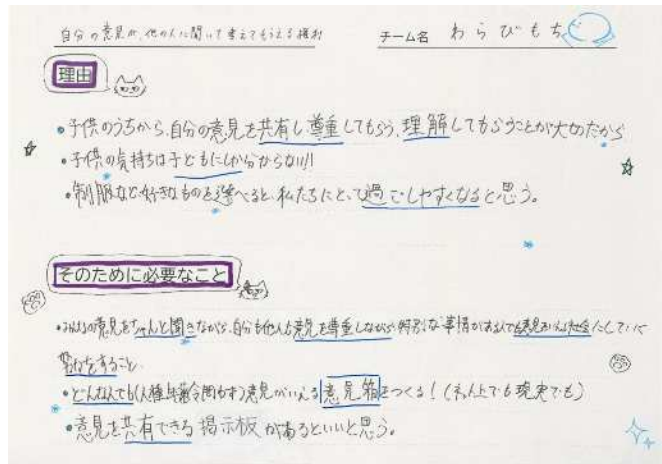 自分の意見が、他の人に聞いて考えてもらえる権利
チーム名 わらびもち
理由
・子供のうちから、自分の意見を共有し尊重してもらう、理解してもらうことが大切だから
・子供の気持ちは子どもにしか分からない!!
・制服など、好きなものを選べると、私たちにとって過ごしやすくなると思う。
そのために必要なこと
・みんなの意見をちゃんと聞きながら、自分も他人も意見を尊重しながら特別な事情がある人でも意見をいえる社会にしていく
努力をすること。
・どんな人でも(人種年齢問わず)意見がいえる意見箱をつくる!(ネット上でも現実でも)
・意見を共有できる掲示板があるといいと思う。